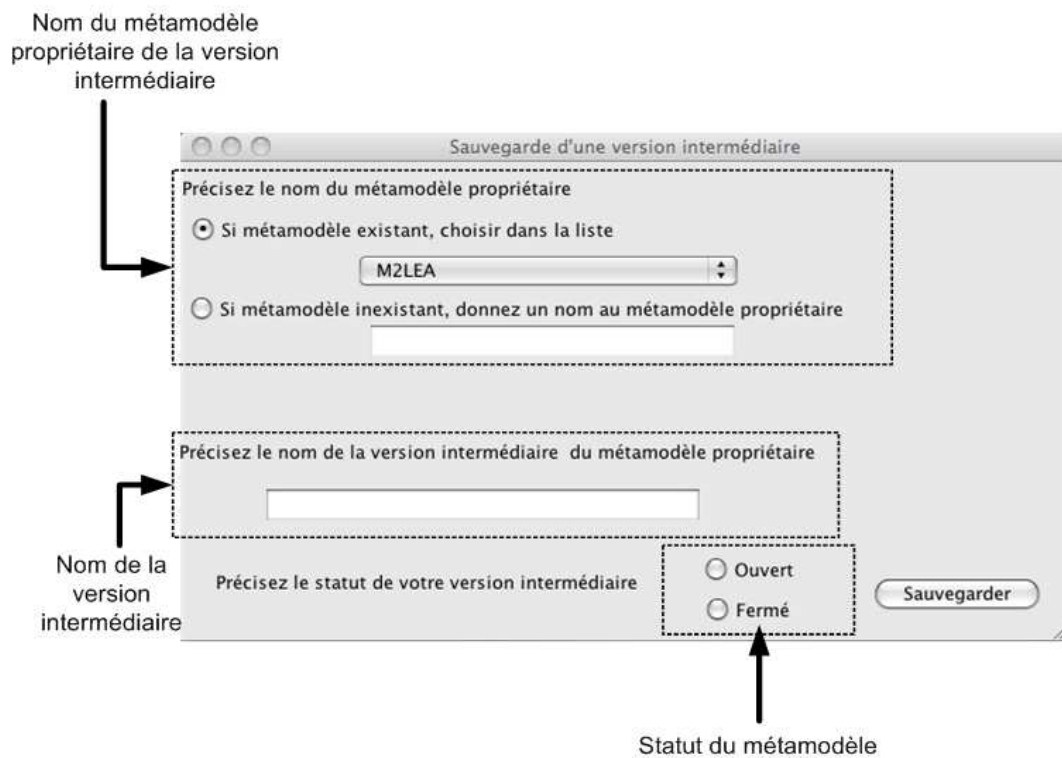 Nom du métamodèle
propriétaire de la version
intermédiaire
Sauvegarde d'une version intermédiaire
Précisez le nom du métamodèle propriétaire
Si métamodèle existant, choisir dans la liste
M2LEA
Si métamodèle inexistant, donnez un nom au métamodèle propriétaire
Précisez le nom de la version intermédiaire du métamodèle propriétaire
Nom de la
version
intermédiaire
Précisez le statut de votre version intermédiaire
Ouvert
Fermé
Sauvegarder
Statut du métamodèle